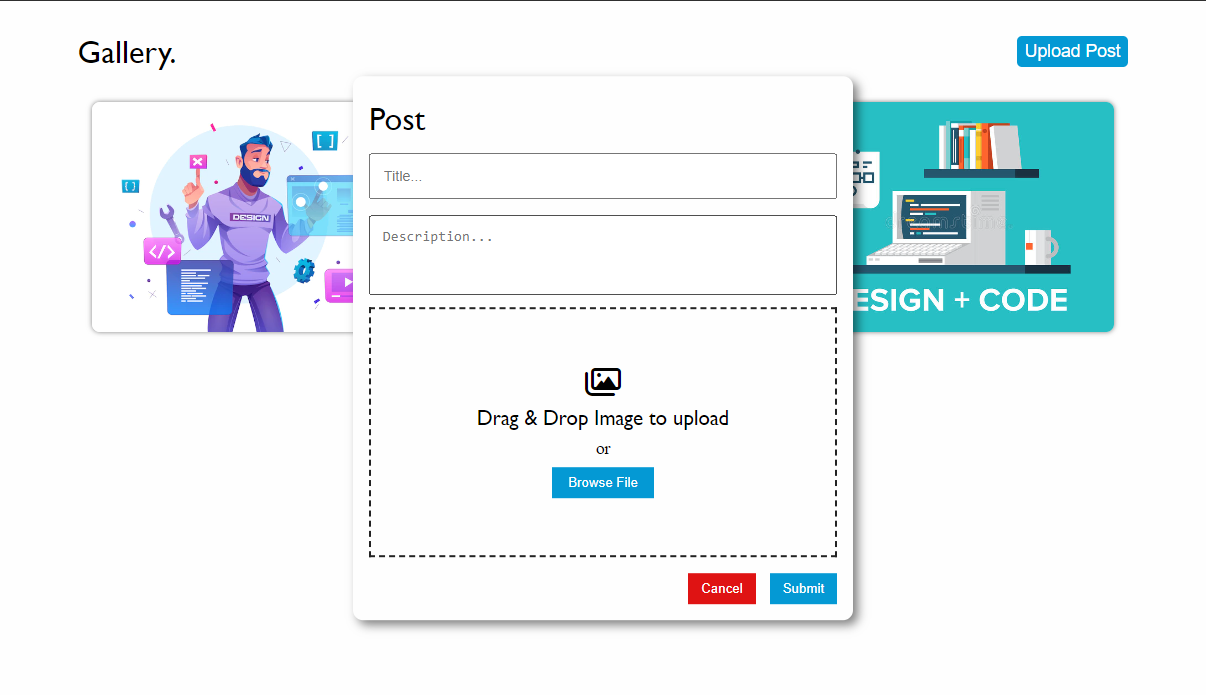 Gallery.
Upload Post
Post
Title...
Description...
Drag & Drop Image to upload
or
Browse File
Cancel
Submit
DESIGN
</>
[ ]
[ ]
ESIGN + CODE